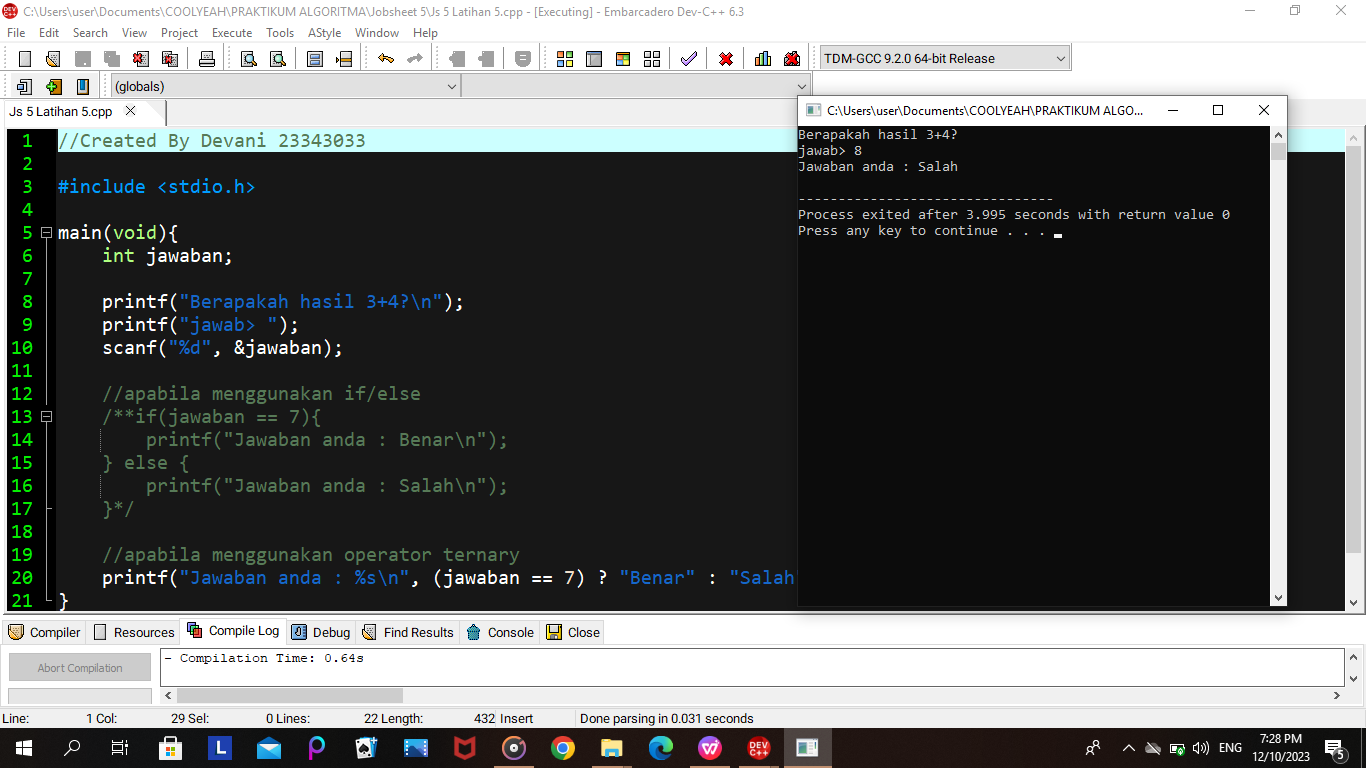 C:\Users\user\Documents\COOLYEAH\PRAKTIKUM ALGORITMA\Jobsheet 5\Js 5 Latihan 5.cpp - [Executing] - Embarcadero Dev-C++ 6.3
File Edit Search View Project Execute Tools AStyle Window Help
TDM-GCC 9.2.0 64-bit Release
(globals)
Js 5 Latihan 5.cpp
1 //Created By Devani 23343033
2
3 #include <stdio.h>
4
5 main(void){
6 int jawaban;
7
8 printf("Berapakah hasil 3+4?\n");
9 printf("jawab> ");
10 scanf("%d", &jawaban);
11
12 //apabila menggunakan if/else
13 /**if(jawaban == 7){
14 printf("Jawaban anda : Benar\n");
15 } else {
16 printf("Jawaban anda : Salah\n");
17 }*/
18
19 //apabila menggunakan operator ternary
20 printf("Jawaban anda : %s\n", (jawaban == 7) ? "Benar" : "Salah
21 }
C:\Users\user\Documents\COOLYEAH\PRAKTIKUM ALGO...
Berapakah hasil 3+4?
jawab> 8
Jawaban anda : Salah
--------------------------------
Process exited after 3.995 seconds with return value 0
Press any key to continue . . .
Compiler Resources Compile Log Debug Find Results Console Close
Abort Compilation
- Compilation Time: 0.64s
Line: 1 Col: 29 Sel: 0 Lines: 22 Length: 432 Insert Done parsing in 0.031 seconds
L
DEV C++
ENG
7:28 PM
12/10/2023
5